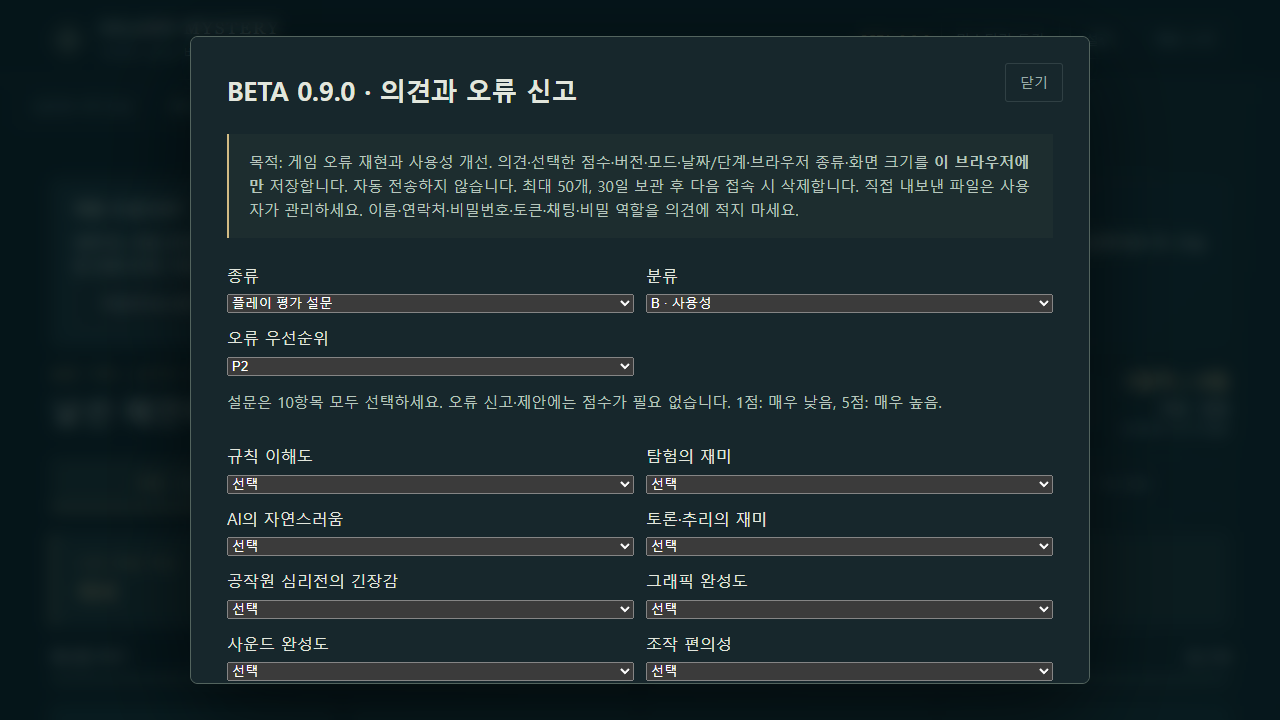 BETA 0.9.0 · 의견과 오류 신고
닫기
목적: 게임 오류 재현과 사용성 개선. 의견·선택한 점수·버전·모드·날짜/단계·브라우저 종류·화면 크기를 이 브라우저에
만 저장합니다. 자동 전송하지 않습니다. 최대 50개, 30일 보관 후 다음 접속 시 삭제합니다. 직접 내보낸 파일은 사용
자가 관리하세요. 이름·연락처·비밀번호·토큰·채팅·비밀 역할을 의견에 적지 마세요.
종류
분류
플레이 평가 설문
B · 사용성
오류 우선순위
P2
설문은 10항목 모두 선택하세요. 오류 신고·제안에는 점수가 필요 없습니다. 1점: 매우 낮음, 5점: 매우 높음.
규칙 이해도
탐험의 재미
선택
선택
AI의 자연스러움
토론·추리의 재미
선택
선택
공작원 심리전의 긴장감
그래픽 완성도
선택
선택
사운드 완성도
조작 편의성
선택
선택